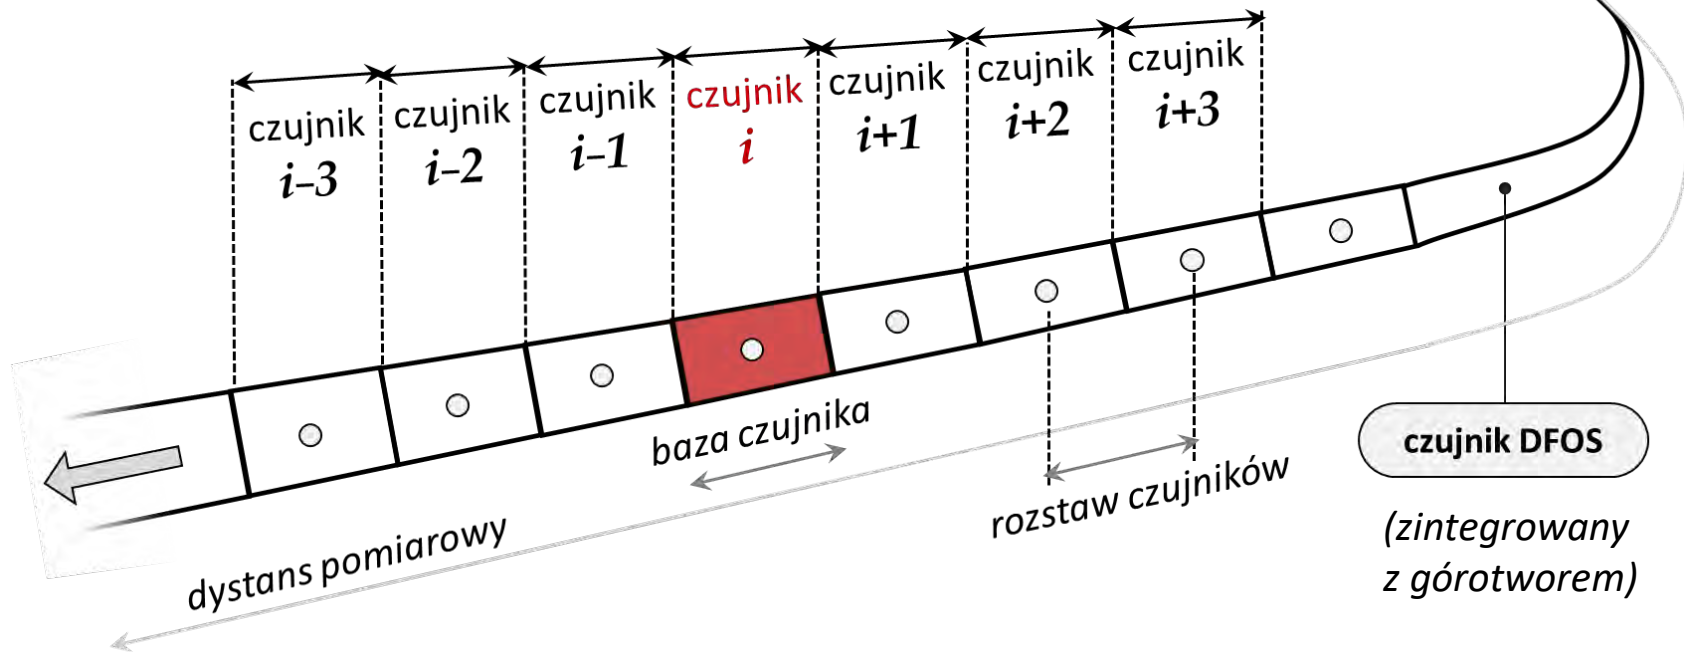 czujnik
i–3
czujnik
i–2
czujnik
i–1
czujnik
i
czujnik
i+1
czujnik
i+2
czujnik
i+3
baza czujnika
rozstaw czujników
dystans pomiarowy
czujnik DFOS
(zintegrowany
z górotworem)